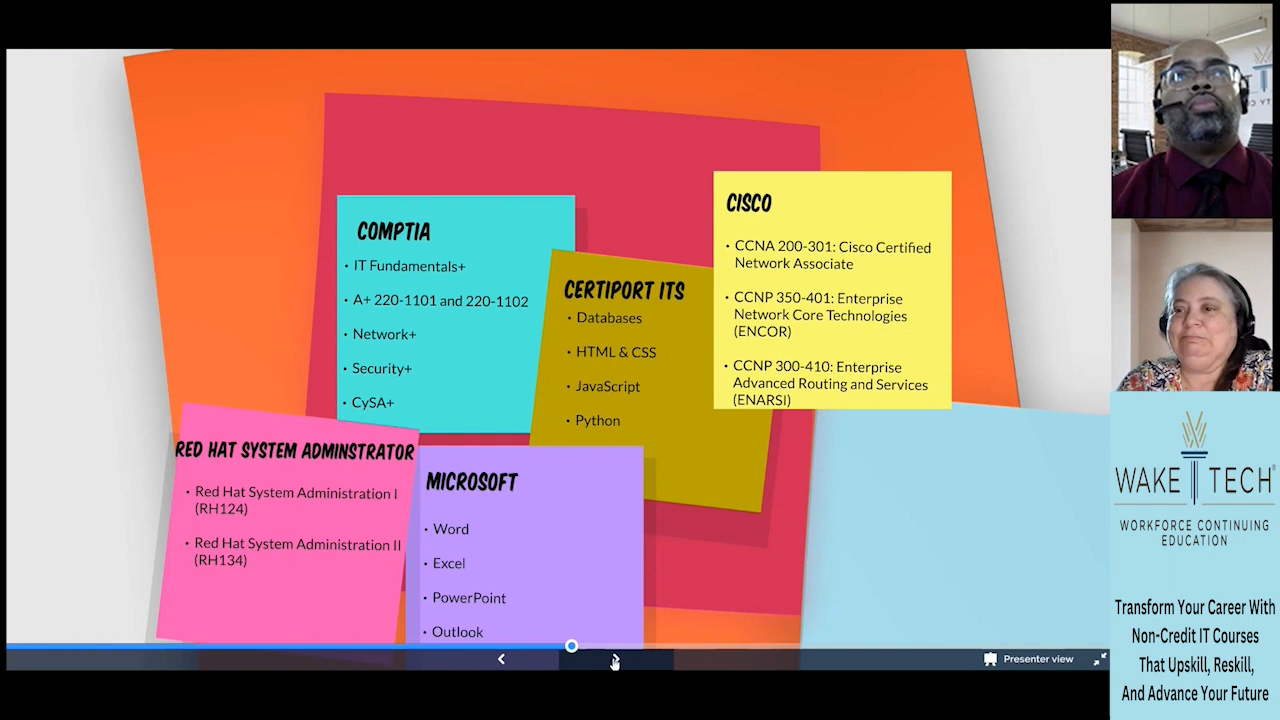 COMPTIA
• IT Fundamentals+
• A+ 220-1101 and 220-1102
• Network+
• Security+
• CySA+
CERTIPORT ITS
• Databases
• HTML & CSS
• JavaScript
• Python
CISCO
• CCNA 200-301: Cisco Certified
Network Associate
• CCNP 350-401: Enterprise
Network Core Technologies
(ENCOR)
• CCNP 300-410: Enterprise
Advanced Routing and Services
(ENARSI)
RED HAT SYSTEM ADMINSTRATOR
• Red Hat System Administration I
(RH124)
• Red Hat System Administration II
(RH134)
MICROSOFT
• Word
• Excel
• PowerPoint
• Outlook
Presenter view
WAKE TECH®
WORKFORCE CONTINUING
EDUCATION
Transform Your Career With
Non-Credit IT Courses
That Upskill, Reskill,
And Advance Your Future